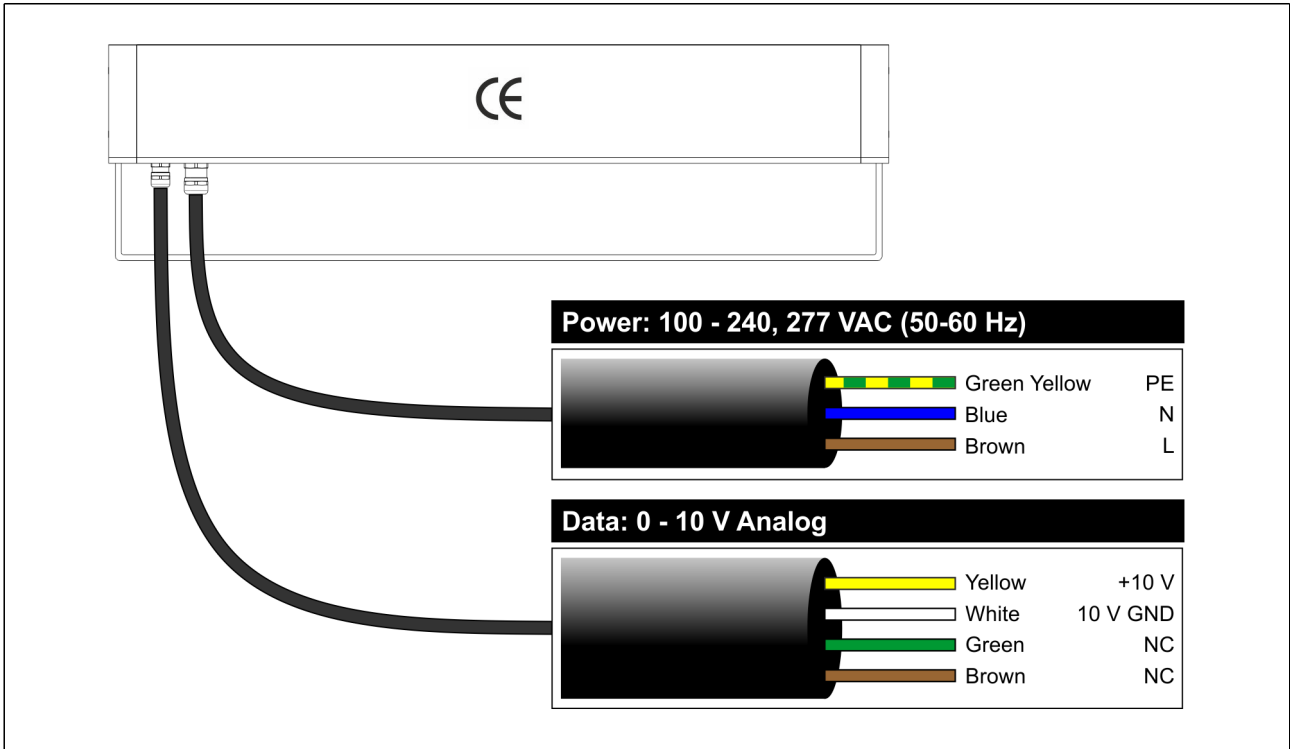 CE
Power: 100 - 240, 277 VAC (50-60 Hz)
Green Yellow PE
Blue N
Brown L
Data: 0 - 10 V Analog
Yellow +10 V
White 10 V GND
Green NC
Brown NC